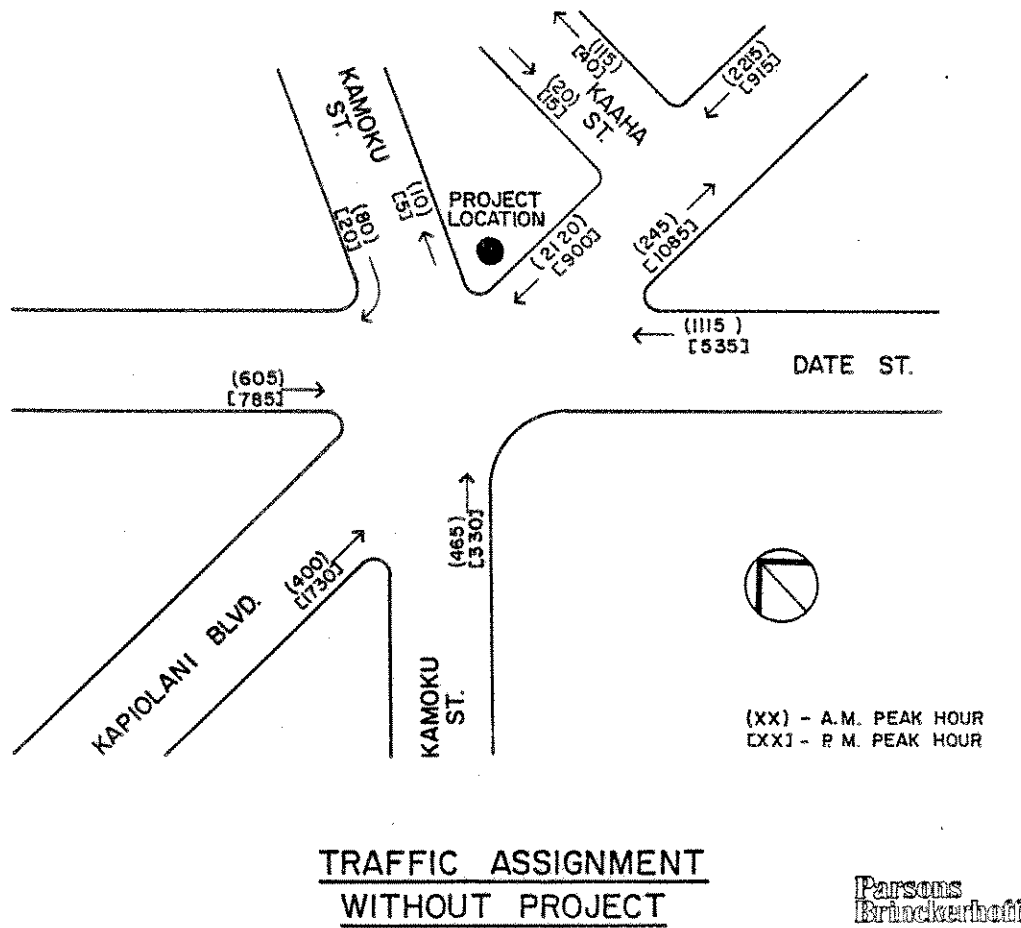 (115)
[40]
(2215)
[915]
(20)
[15]
KAAHA
ST.
KAMOKU
ST.
(10)
[5]
PROJECT
LOCATION
(80)
[20]
(2120)
[900]
(245)
[1085]
(1115)
[535]
DATE ST.
(605)
[785]
(465)
[330]
(400)
[1730]
KAPIOLANI BLVD.
KAMOKU
ST.
(XX) - A.M. PEAK HOUR
[XX] - P.M. PEAK HOUR
TRAFFIC ASSIGNMENT
WITHOUT PROJECT
Parsons
Brinckerhoff